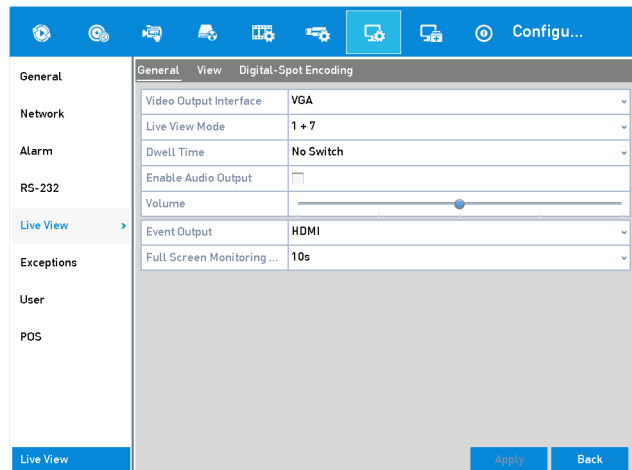 Configu...
General
Network
Alarm
RS-232
Live View
Exceptions
User
POS
Live View
General View Digital-Spot Encoding
Video Output Interface VGA
Live View Mode 1 + 7
Dwell Time No Switch
Enable Audio Output
Volume
Event Output HDMI
Full Screen Monitoring ... 10s
Apply Back